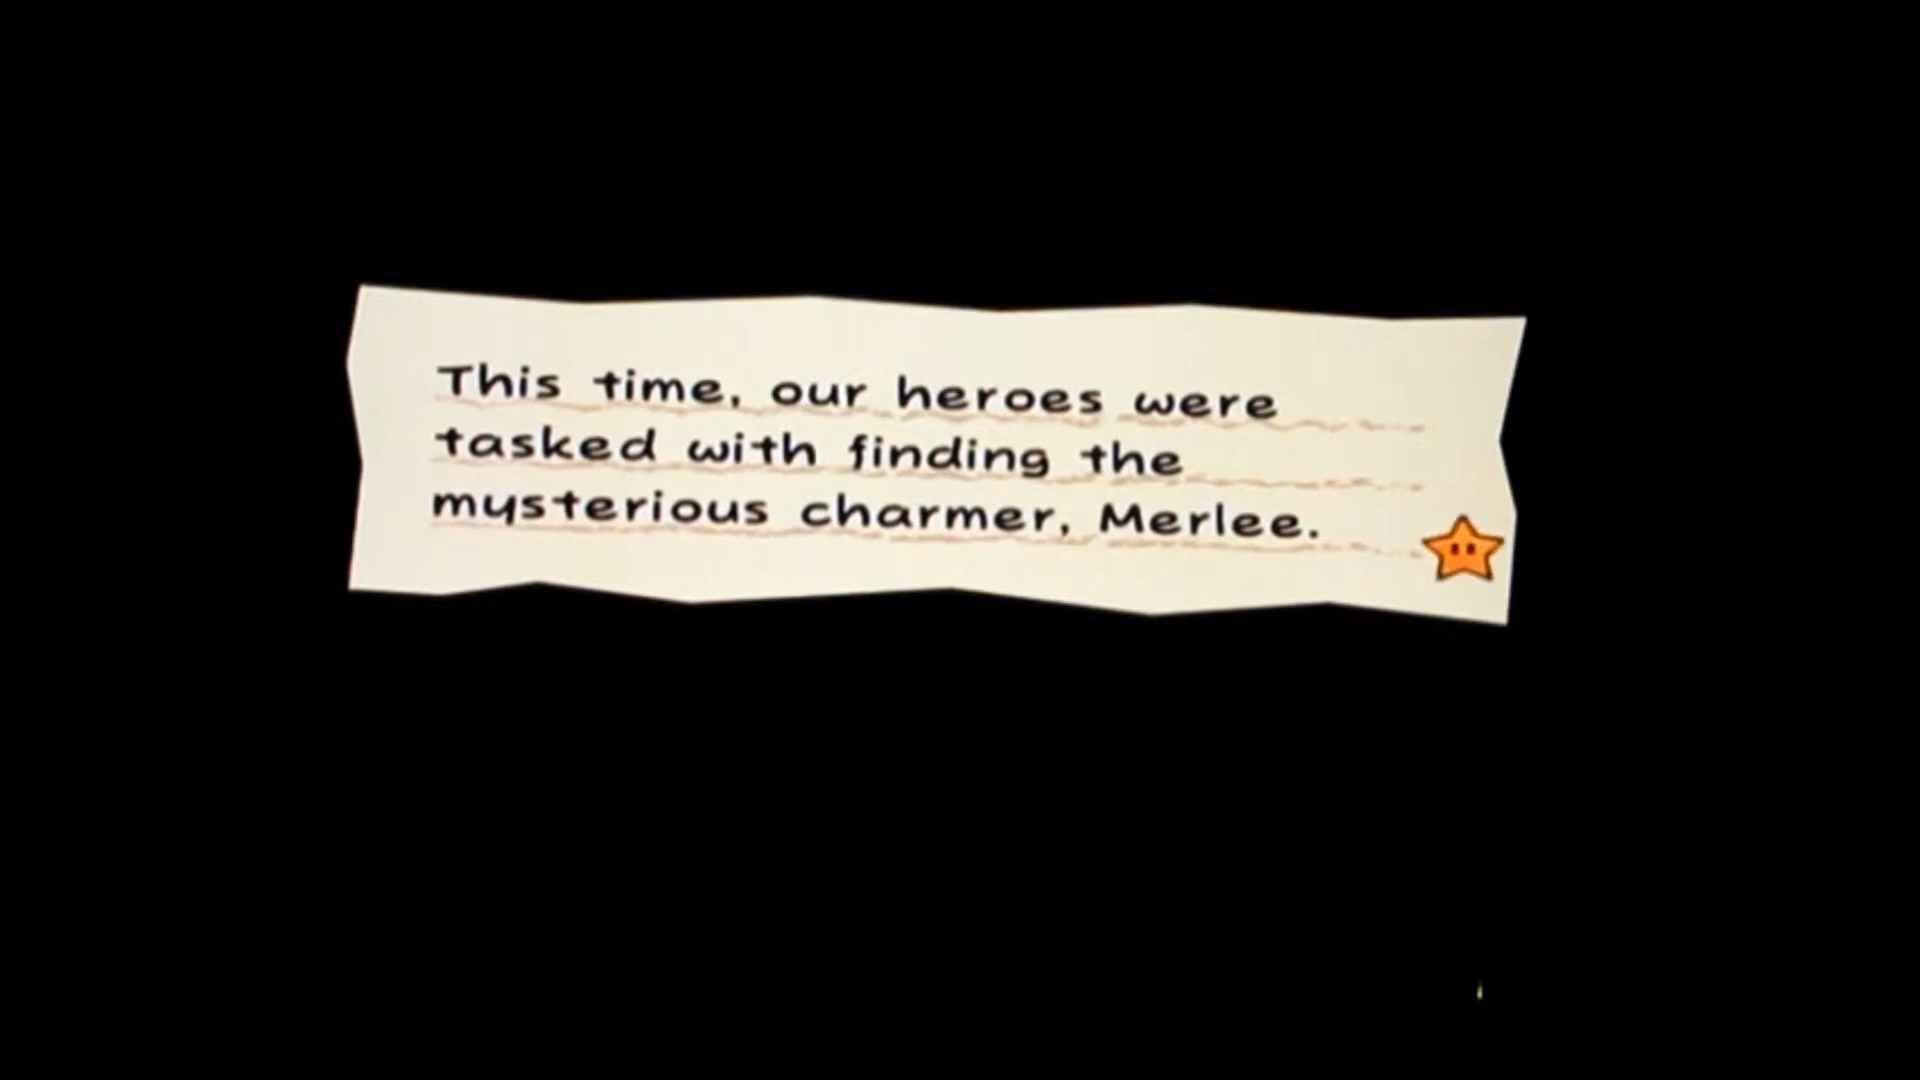 This time, our heroes were
tasked with finding the
mysterious charmer, Merlee.